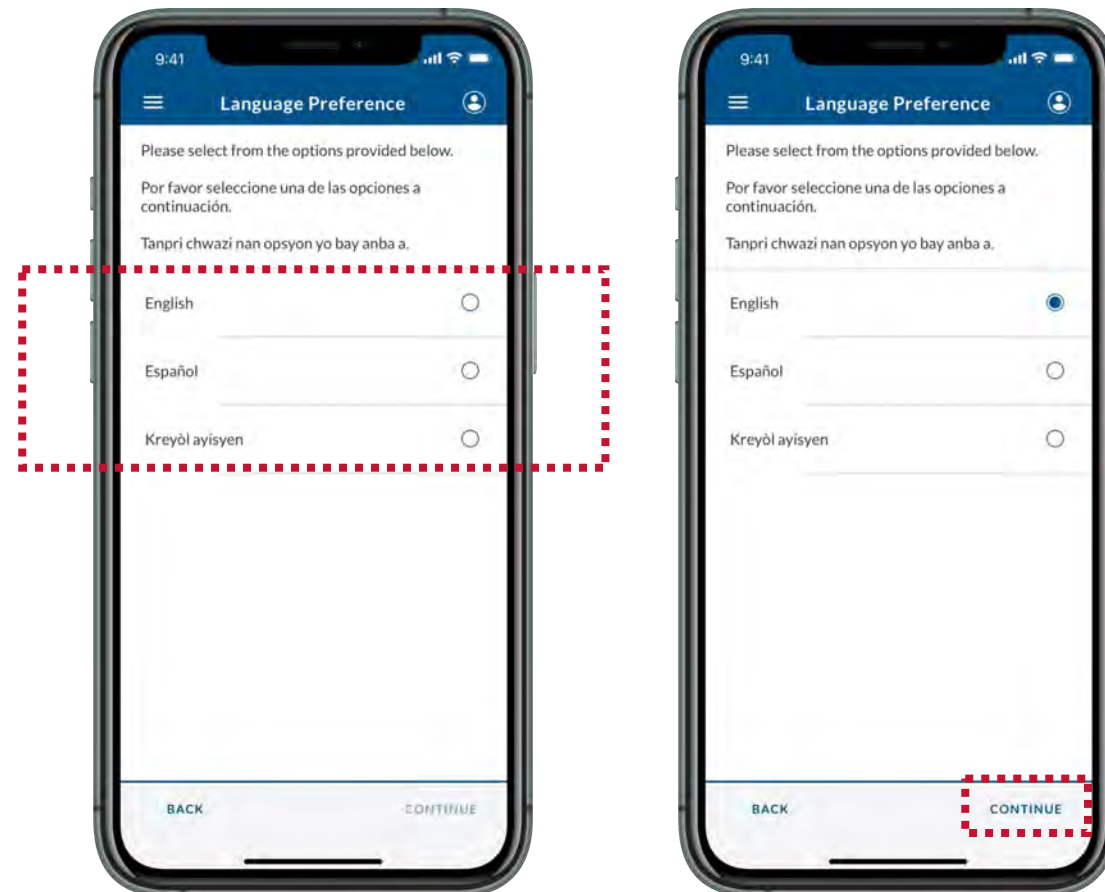 9:41
Language Preference
Please select from the options provided below.
Por favor seleccione una de las opciones a
continuación.
Tanpri chwazi nan opsyon yo bay anba a.
English
Español
Kreyòl ayisyen
BACK
CONTINUE
9:41
Language Preference
Please select from the options provided below.
Por favor seleccione una de las opciones a
continuación.
Tanpri chwazi nan opsyon yo bay anba a.
English
Español
Kreyòl ayisyen
BACK
CONTINUE